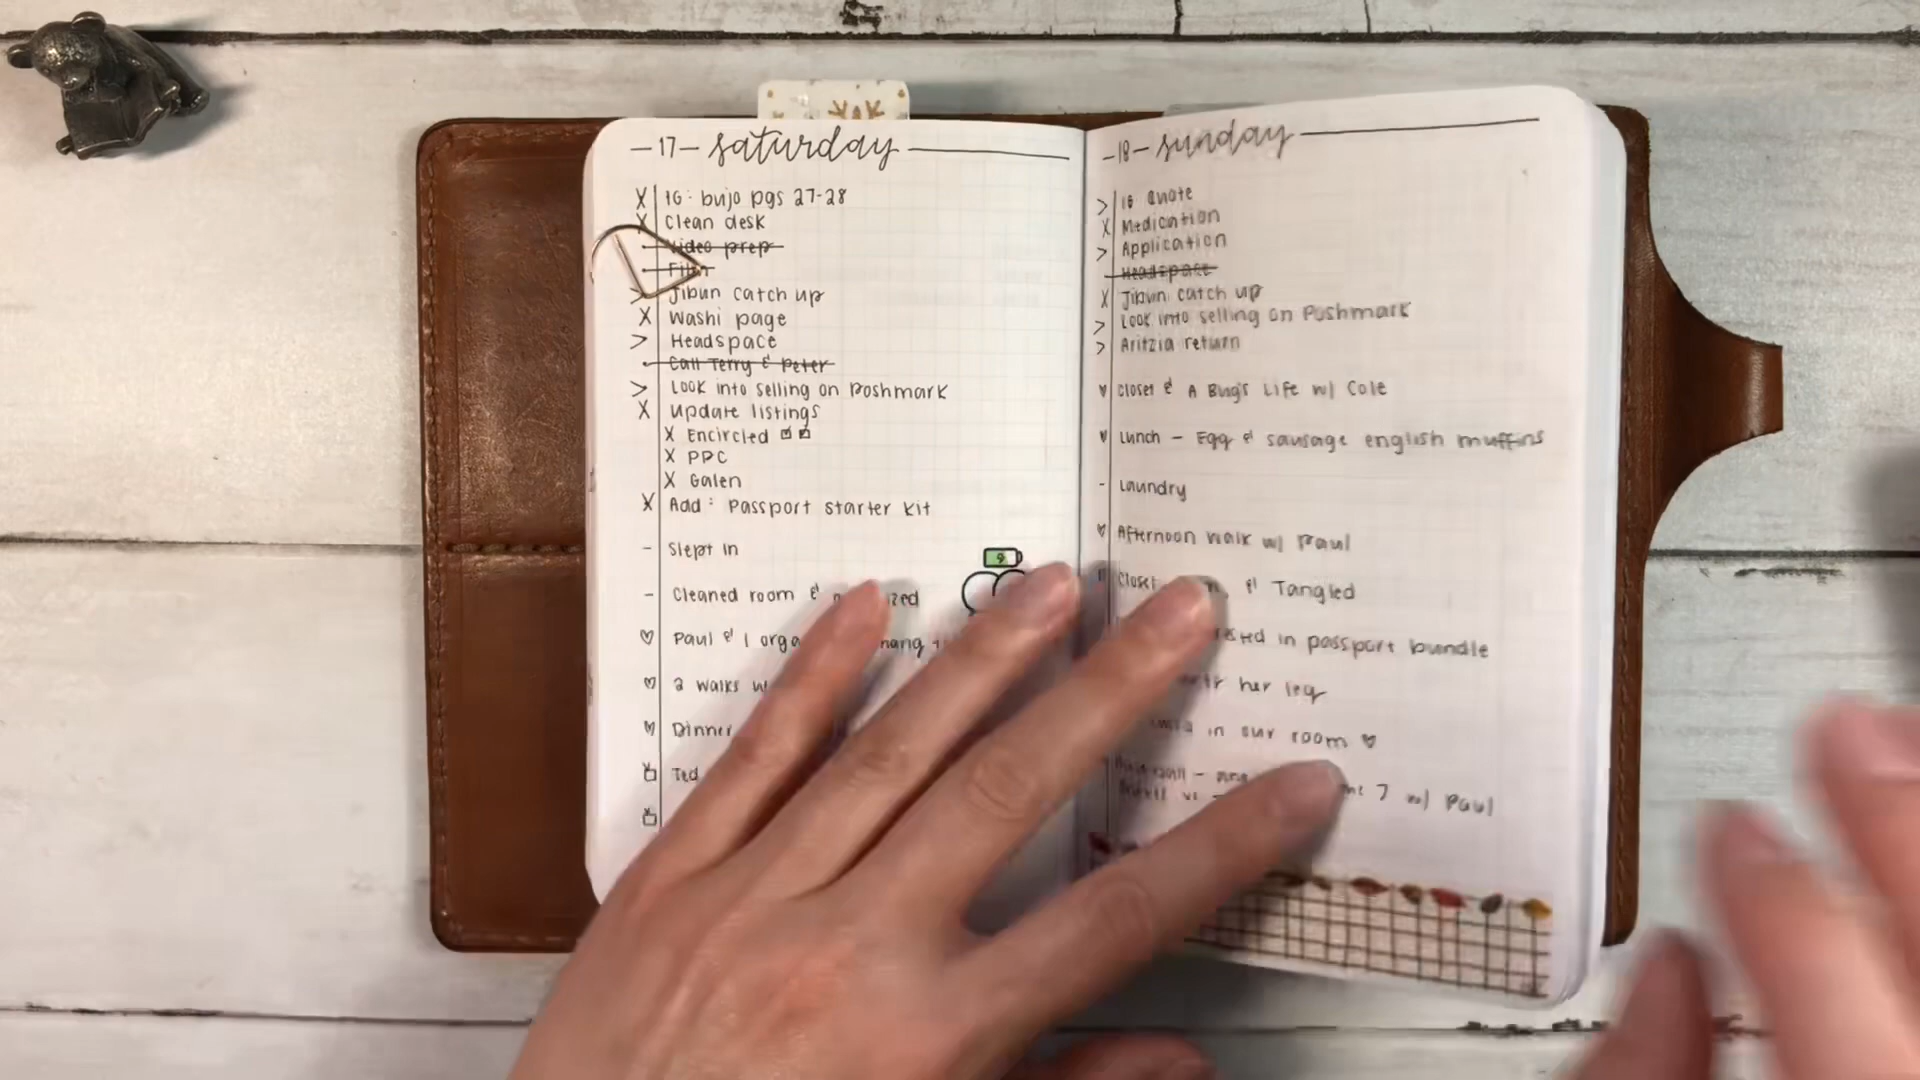 -17- saturday
X IG: bujo pgs 27-28
X Clean desk
- Video prep
- Film
> Jibun catch up
X Washi page
> Headspace
- Call Terry & Peter
> Look into selling on Poshmark
X Update listings
X Encircled
X PPC
X Galen
X Add: Passport starter kit
- Slept in
- Cleaned room &
Paul & I
2 walks
Dinner
Ted
-18- sunday
> IG Quote
X Medication
> Application
- Headspace
X Jibun catch up
> Look into selling on Poshmark
> Aritzia return
Closet & A Bug's Life w/ Cole
Lunch - Egg & sausage english muffins
- Laundry
Afternoon walk w/ Paul
Closet & Tangled
in passport bundle
her leg
in our room
7 w/ Paul